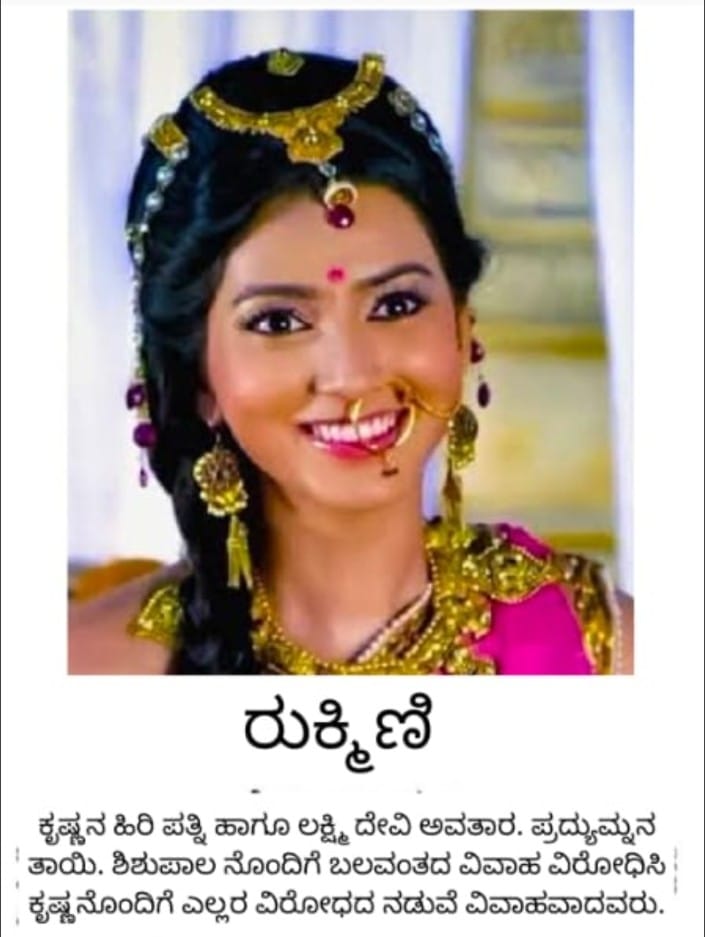 ರುಕ್ಮಿಣಿ
ಕೃಷ್ಣನ ಹಿರಿ ಪತ್ನಿ ಹಾಗೂ ಲಕ್ಷ್ಮಿ ದೇವಿ ಅವತಾರ. ಪ್ರದ್ಯುಮ್ನನ
ತಾಯಿ. ಶಿಶುಪಾಲ ನೊಂದಿಗೆ ಬಲವಂತದ ವಿವಾಹ ವಿರೋಧಿಸಿ
ಕೃಷ್ಣನೊಂದಿಗೆ ಎಲ್ಲರ ವಿರೋಧದ ನಡುವೆ ವಿವಾಹವಾದವರು.